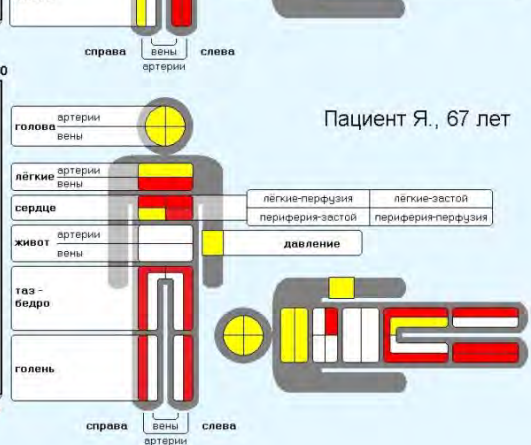 справа вены слева
артерии
0
Пациент Я., 67 лет
голова артерии
вены
лёгкие артерии
вены
сердце
лёгкие-перфузия лёгкие-застой
периферия-застой периферия-перфузия
живот артерии
вены
давление
таз -
бедро
голень
справа вены слева
артерии